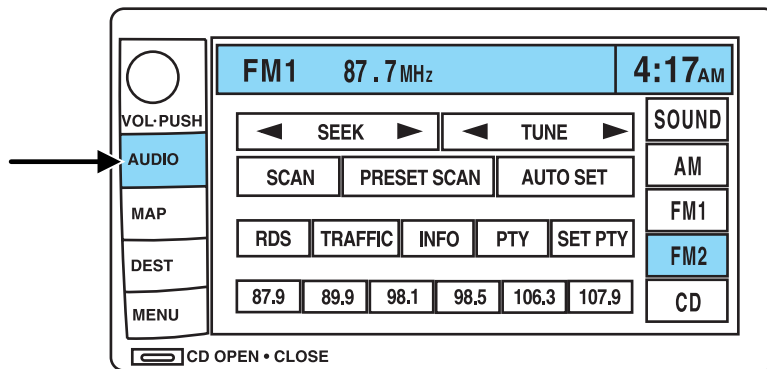 FM1 87.7MHz 4:17AM
VOL·PUSH
AUDIO
MAP
DEST
MENU
◄ SEEK ► ◄ TUNE ►
SCAN PRESET SCAN AUTO SET
RDS TRAFFIC INFO PTY SET PTY
87.9 89.9 98.1 98.5 106.3 107.9
SOUND
AM
FM1
FM2
CD
CD OPEN • CLOSE